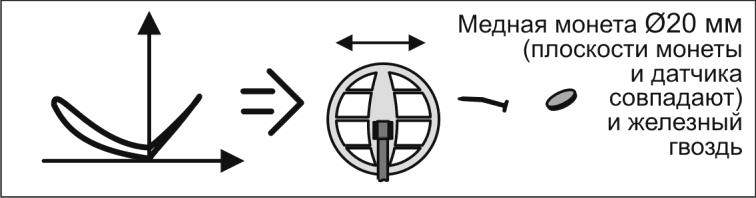 Медная монета Ø20 мм
(плоскости монеты
и датчика
совпадают)
и железный
гвоздь